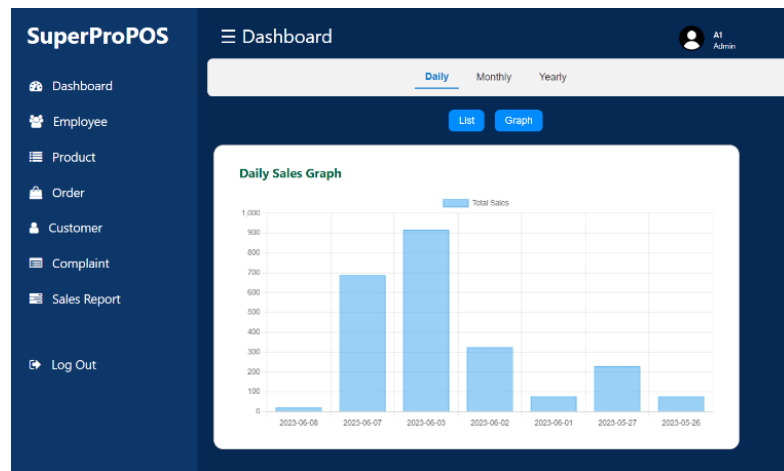 SuperProPOS
☰ Dashboard
A1
Admin
Dashboard
Employee
Product
Order
Customer
Complaint
Sales Report
Log Out
Daily Monthly Yearly
List Graph
Daily Sales Graph
Total Sales
1,000
900
800
700
600
500
400
300
200
100
0
2023-06-08 2023-06-07 2023-06-03 2023-06-02 2023-06-01 2023-05-27 2023-05-26